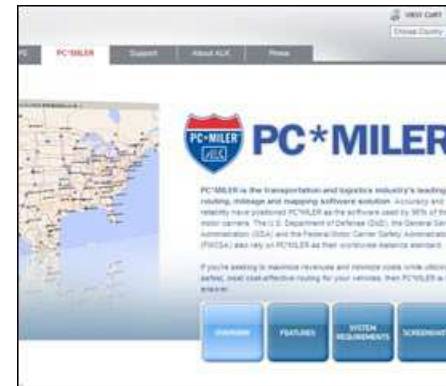 VIEW CART
Choose Country
PC*MILER
Support
About ALK
Press
PC*MILER
ALK
PC*MILER
PC*MILER is the transportation and logistics industry's leading
routing, mileage and mapping software solution. Accuracy and
reliability have positioned PC*MILER as the software used by 96% of the
motor carriers. The U.S. Department of Defense (DoD), the General Ser
Administration (GSA) and the Federal Motor Carrier Safety Administratio
(FMCSA) also rely on PC*MILER as their worldwide distance standard.
If you're seeking to maximize revenues and minimize costs while utilizing
safest, most cost-effective routing for your vehicles, then PC*MILER is
answer.
OVERVIEW
FEATURES
SYSTEM
REQUIREMENTS
SCREENSHOTS